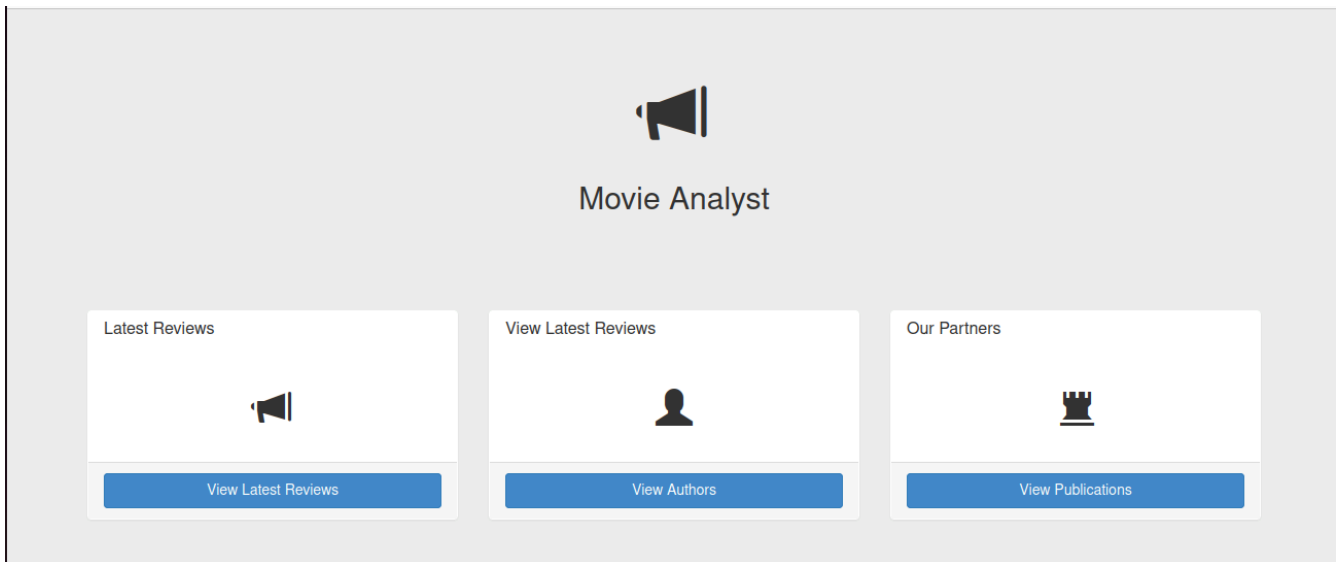 Movie Analyst
Latest Reviews
View Latest Reviews
View Latest Reviews
View Authors
Our Partners
View Publications